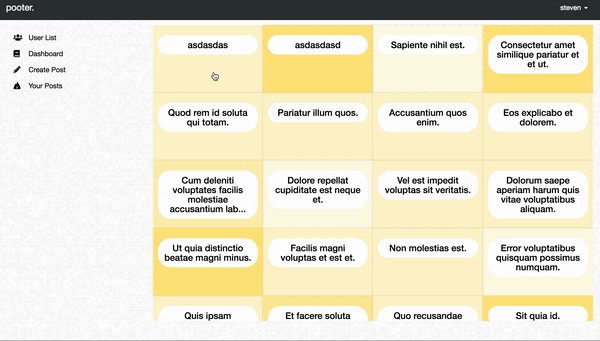 pooter.
steven
User List
Dashboard
Create Post
Your Posts
asdasdas
asdasdasd
Sapiente nihil est.
Consectetur amet
similique pariatur et
et ut.
Quod rem id soluta
qui totam.
Pariatur illum quos.
Accusantium quos
enim.
Eos explicabo et
dolorem.
Cum deleniti
voluptates facilis
molestiae
accusantium lab...
Dolore repellat
cupiditate est neque
et.
Vel est impedit
voluptas sit veritatis.
Dolorum saepe
aperiam harum quis
vitae voluptatibus
aliquam.
Ut quia distinctio
beatae magni minus.
Facilis magni
voluptas et est et.
Non molestias est.
Error voluptatibus
quisquam possimus
numquam.
Quis ipsam
Et facere soluta
Quo recusandae
Sit quia id.